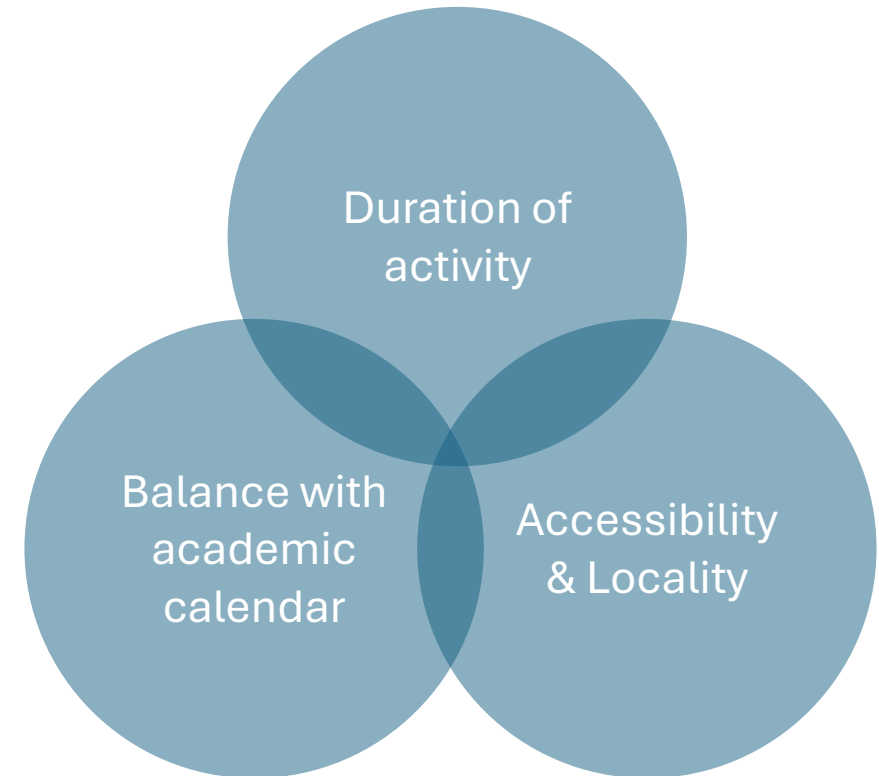 Duration of
activity
Balance with
academic
calendar
Accessibility
& Locality